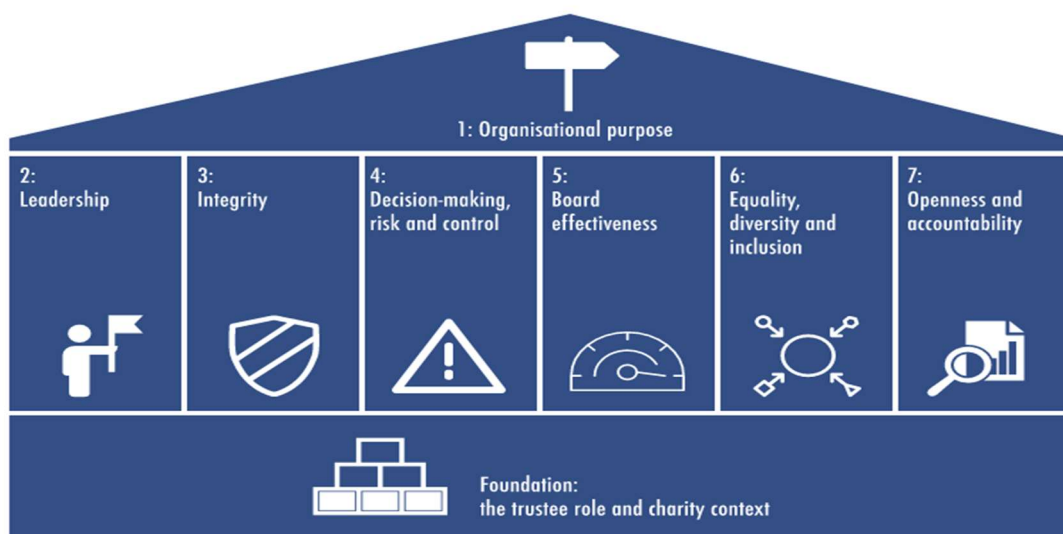 1: Organisational purpose
2:
Leadership
3:
Integrity
4:
Decision-making,
risk and control
5:
Board
effectiveness
6:
Equality,
diversity and
inclusion
7:
Openness and
accountability
Foundation:
the trustee role and charity context